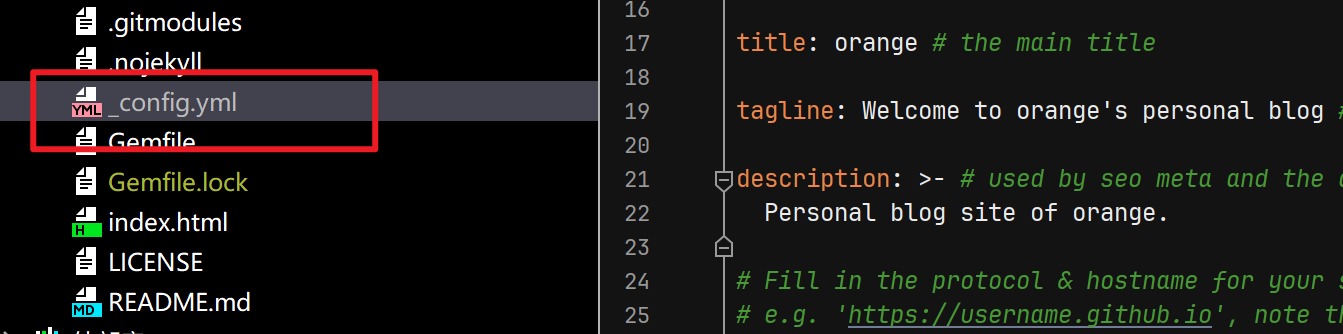 .gitmodules
.nojekyll
YML _config.yml
Gemfile
Gemfile.lock
H index.html
LICENSE
MD README.md
16
17 title: orange # the main title
18
19 tagline: Welcome to orange's personal blog #
20
21 description: >- # used by seo meta and the
22 Personal blog site of orange.
23
24 # Fill in the protocol & hostname for your
25 # e.g. 'https://username.github.io', note